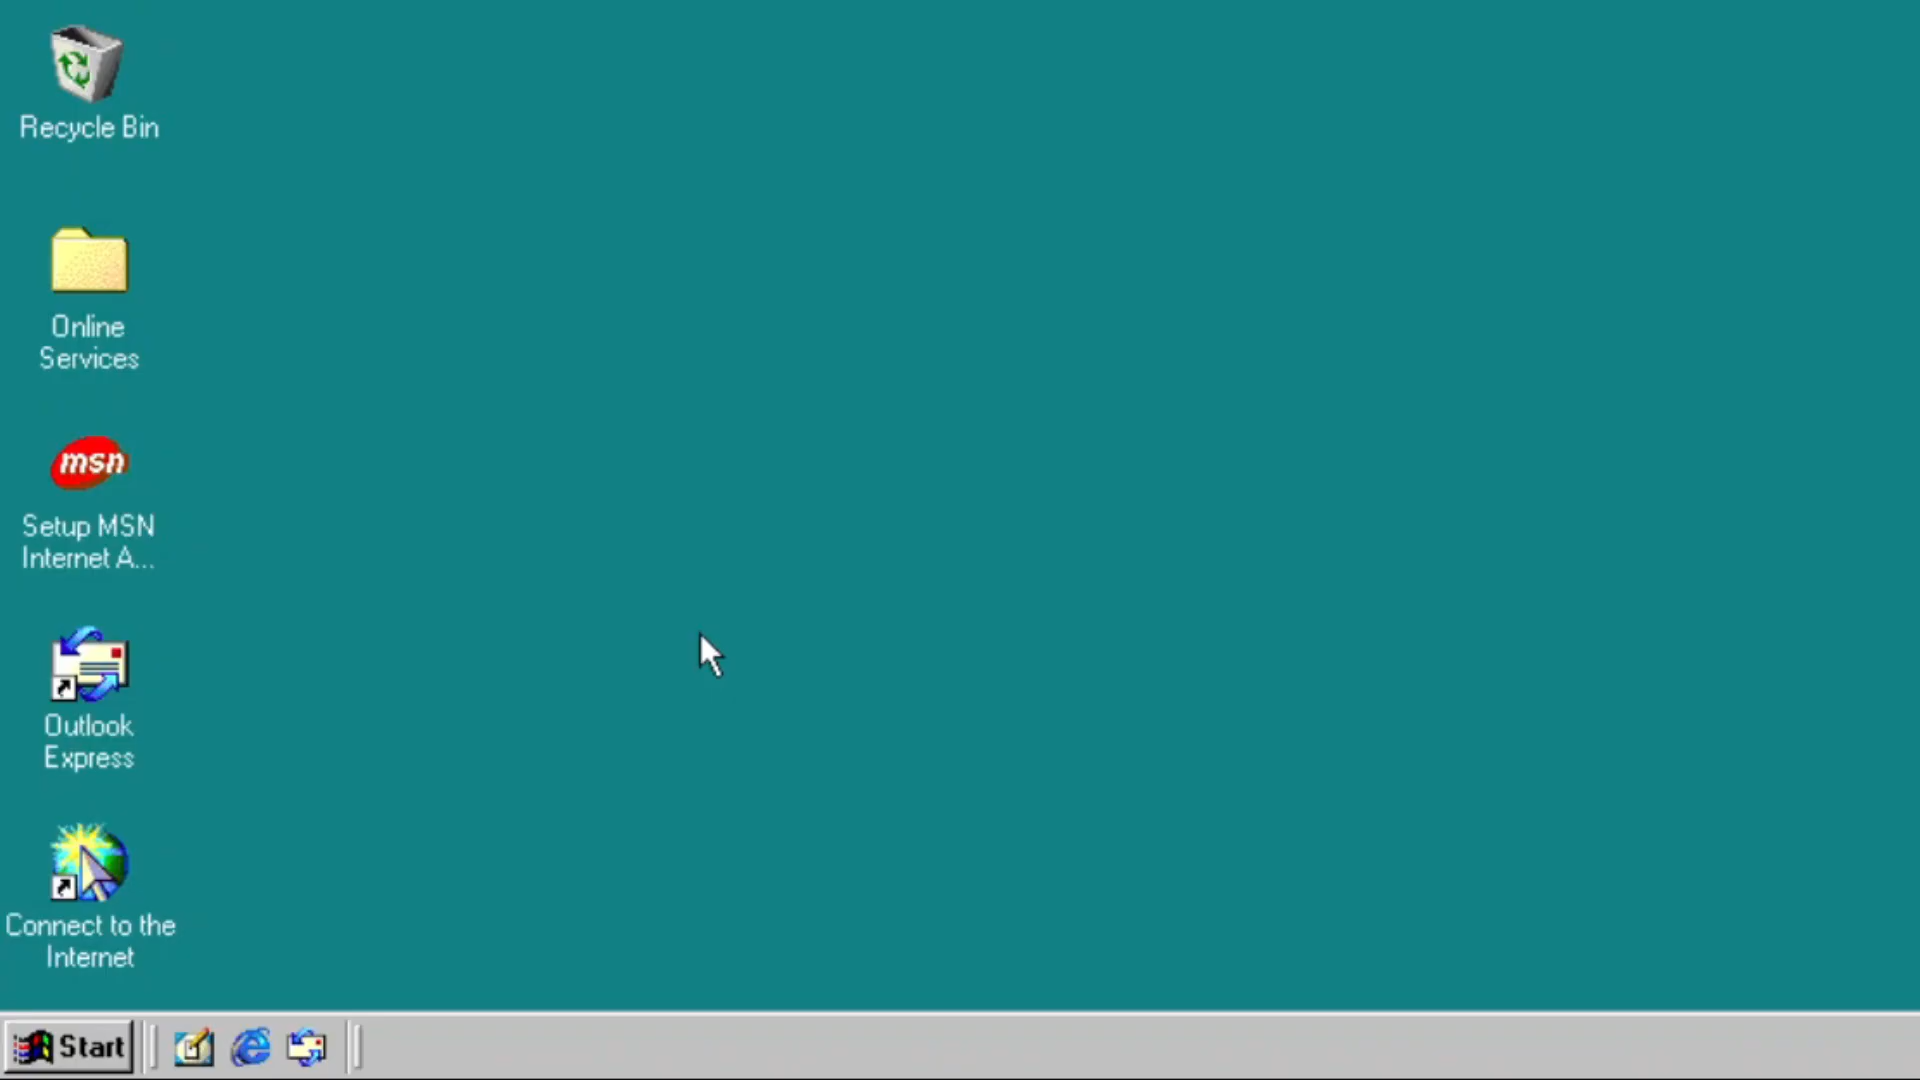 Recycle Bin
Online
Services
msn
Setup MSN
Internet A...
Outlook
Express
Connect to the
Internet
Start